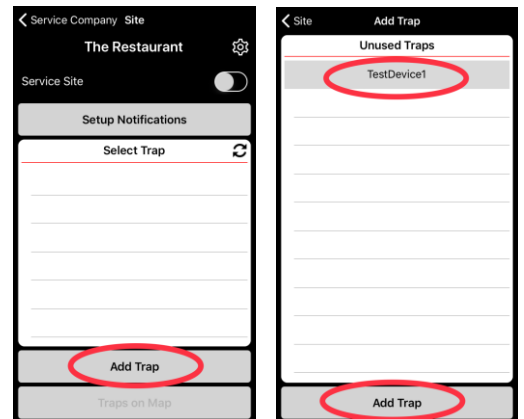 Service Company Site
The Restaurant
Service Site
Setup Notifications
Select Trap
Add Trap
Traps on Map
Site Add Trap
Unused Traps
TestDevice1
Add Trap